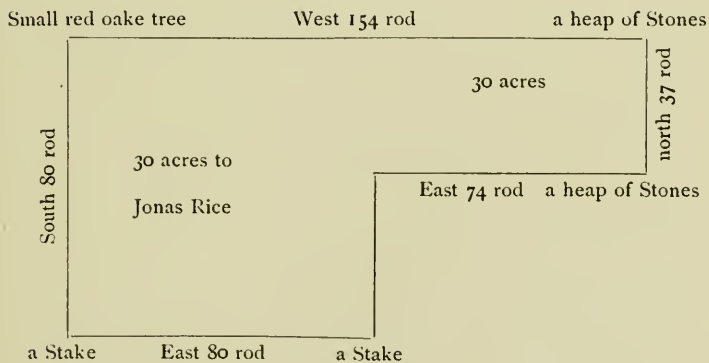 Small red oake tree West 154 rod a heap of Stones
30 acres
north 37 rod
30 acres to
Jonas Rice
South 80 rod
East 74 rod a heap of Stones
a Stake East 80 rod a Stake